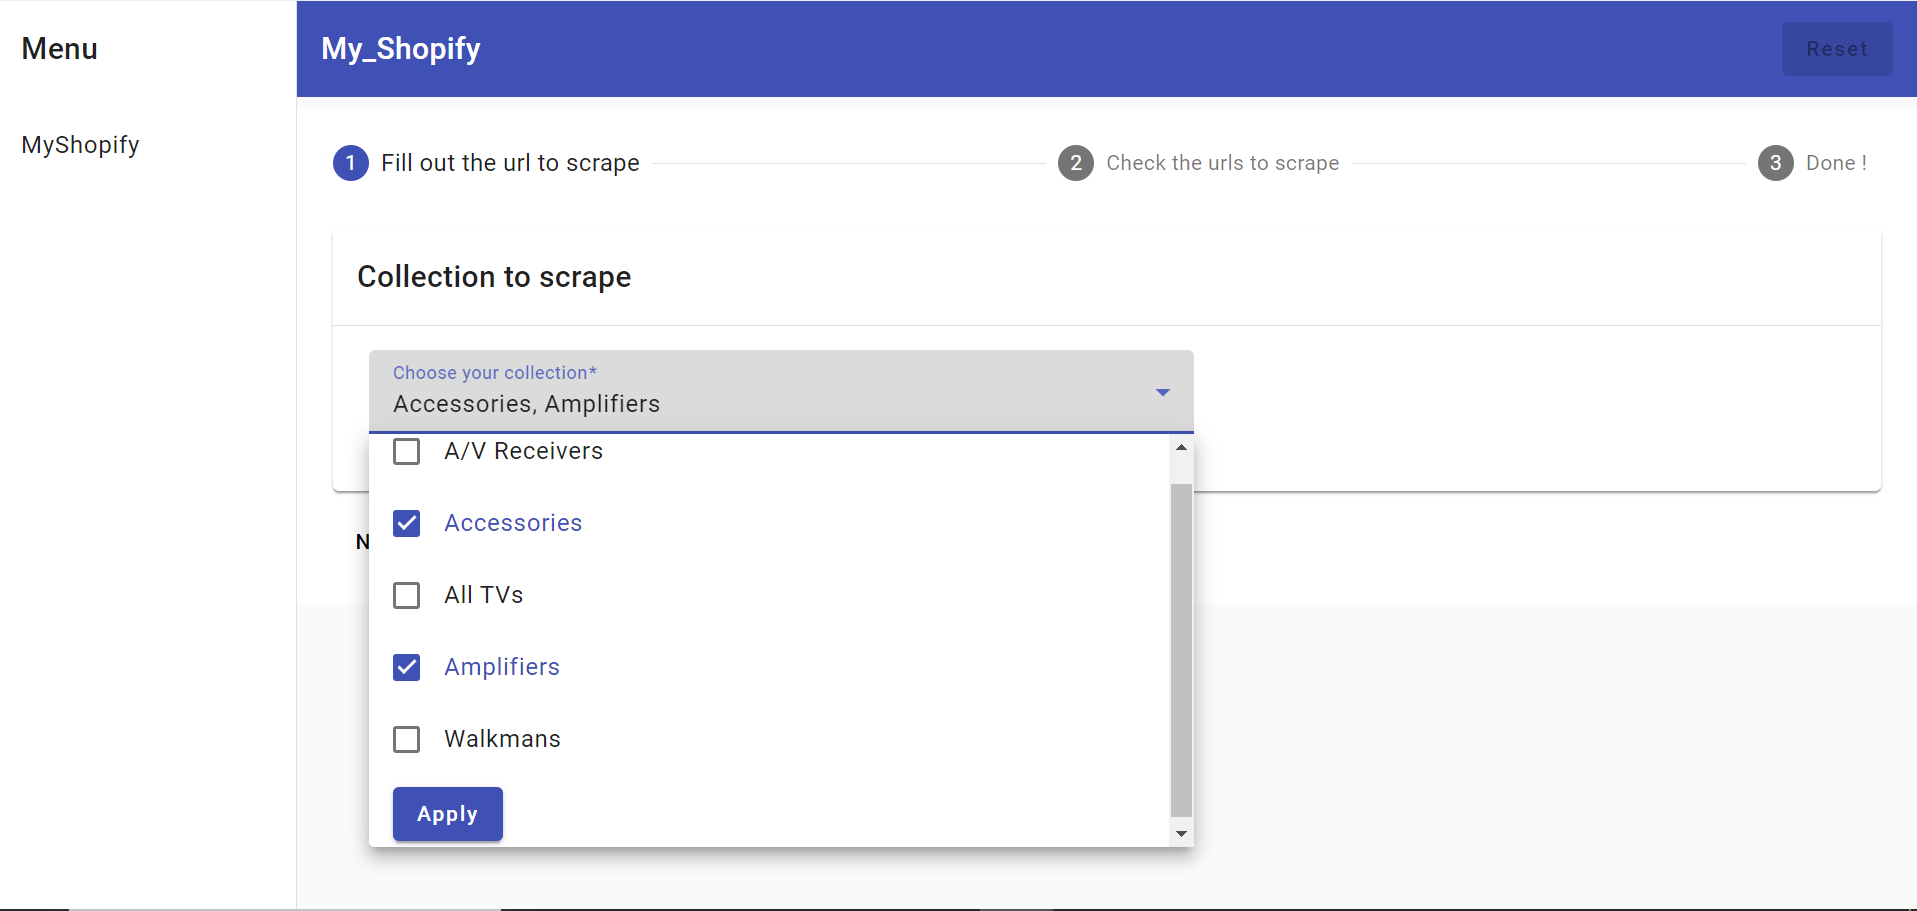 Menu
My_Shopify
Reset
MyShopify
1 Fill out the url to scrape
2 Check the urls to scrape
3 Done !
Collection to scrape
Choose your collection*
Accessories, Amplifiers
A/V Receivers
Accessories
N
All TVs
Amplifiers
Walkmans
Apply